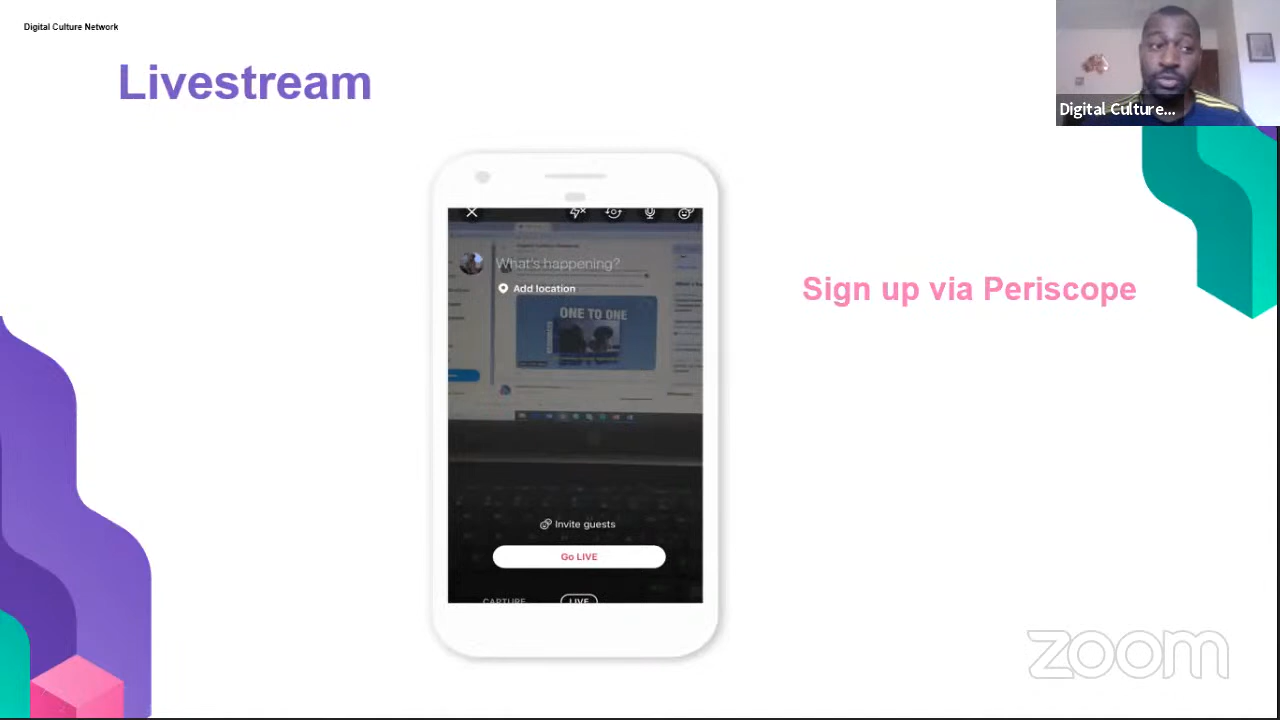 Digital Culture Network
Livestream
Digital Culture...
What's happening?
Add location
ONE TO ONE
Sign up via Periscope
Invite guests
Go LIVE
CAPTURE
LIVE
zoom